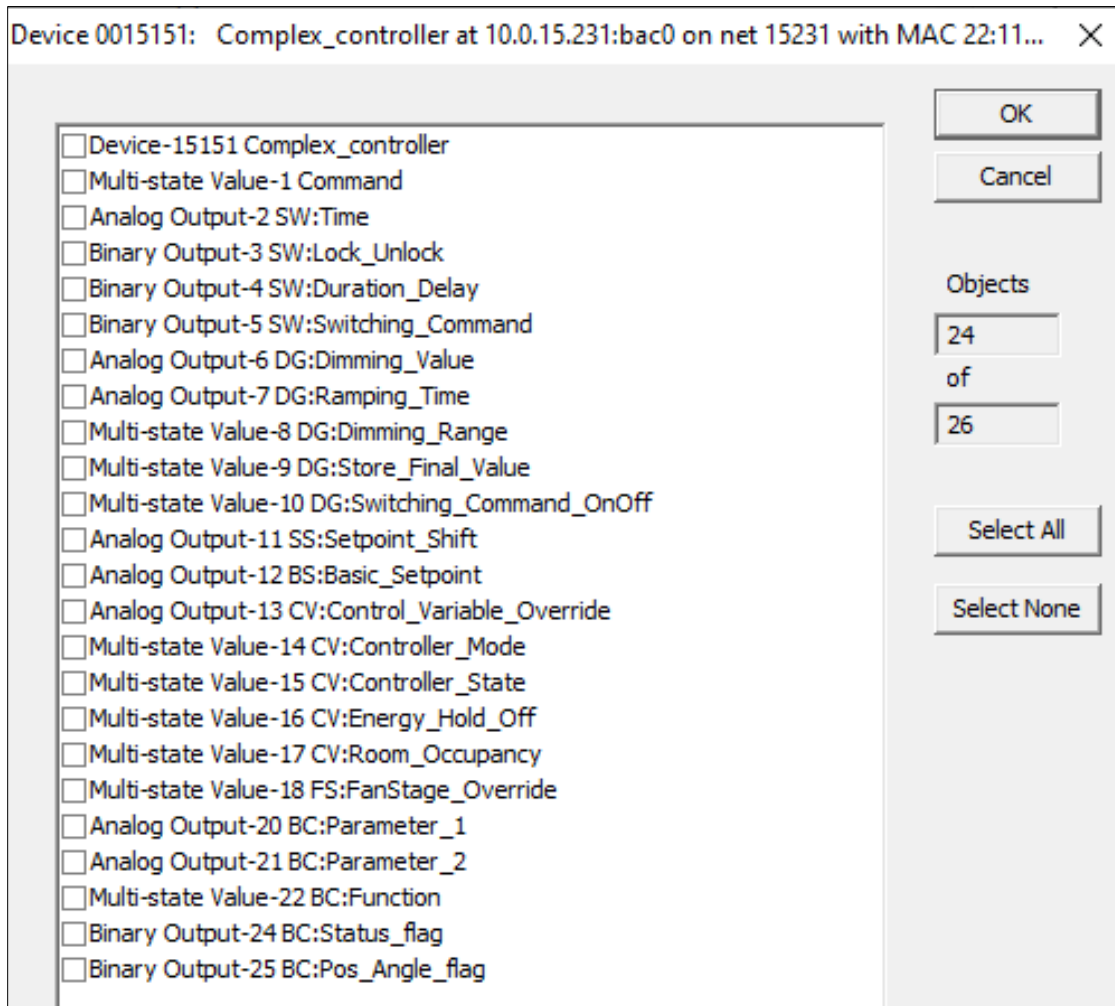 Device 0015151: Complex_controller at 10.0.15.231:bac0 on net 15231 with MAC 22:11...
OK
Cancel
Device-15151 Complex_controller
Multi-state Value-1 Command
Analog Output-2 SW:Time
Binary Output-3 SW:Lock_Unlock
Binary Output-4 SW:Duration_Delay
Binary Output-5 SW:Switching_Command
Analog Output-6 DG:Dimming_Value
Analog Output-7 DG:Ramping_Time
Multi-state Value-8 DG:Dimming_Range
Multi-state Value-9 DG:Store_Final_Value
Multi-state Value-10 DG:Switching_Command_OnOff
Analog Output-11 SS:Setpoint_Shift
Analog Output-12 BS:Basic_Setpoint
Analog Output-13 CV:Control_Variable_Override
Multi-state Value-14 CV:Controller_Mode
Multi-state Value-15 CV:Controller_State
Multi-state Value-16 CV:Energy_Hold_Off
Multi-state Value-17 CV:Room_Occupancy
Multi-state Value-18 FS:FanStage_Override
Analog Output-20 BC:Parameter_1
Analog Output-21 BC:Parameter_2
Multi-state Value-22 BC:Function
Binary Output-24 BC:Status_flag
Binary Output-25 BC:Pos_Angle_flag
Objects
24
of
26
Select All
Select None